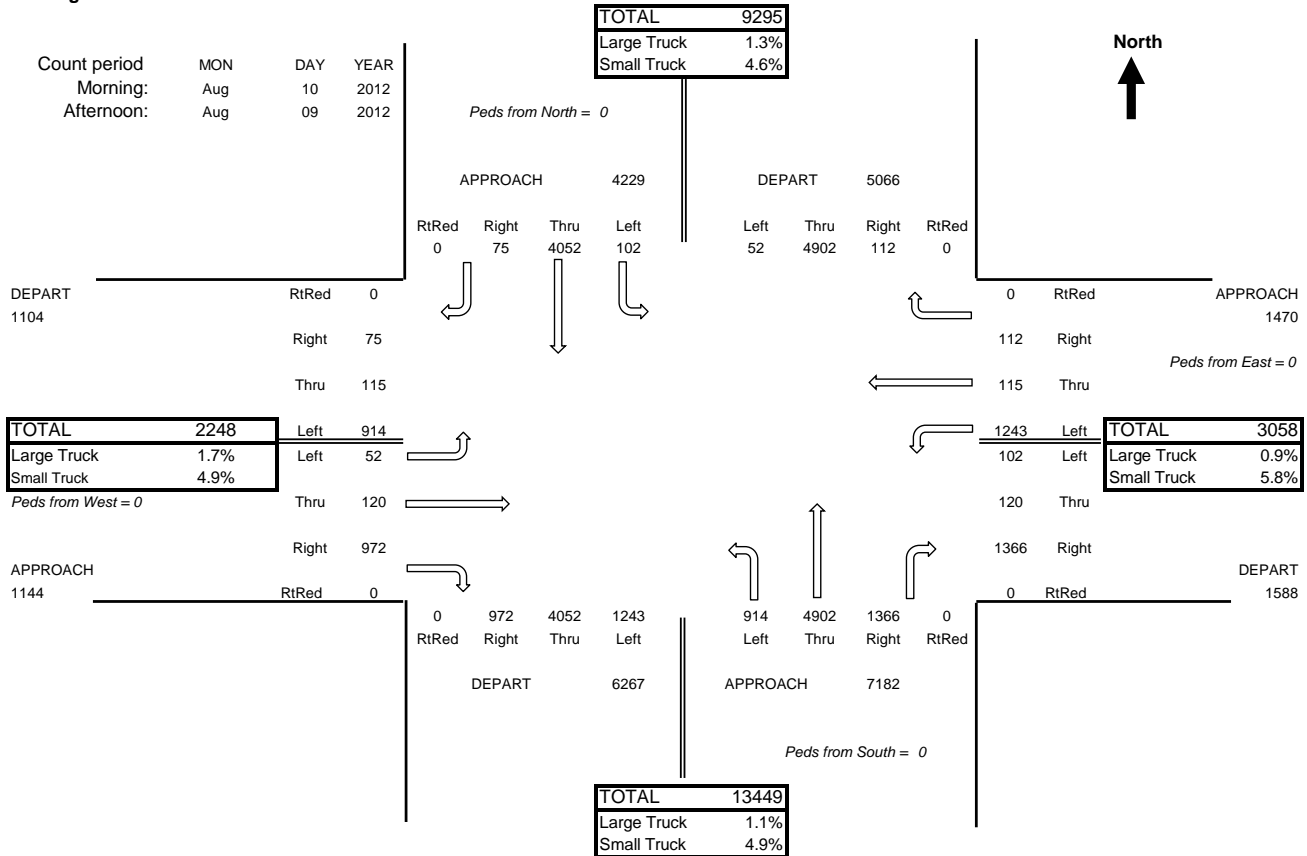 TOTAL 9295
Large Truck 1.3%
Small Truck 4.6%
North
Count period MON DAY YEAR
Morning: Aug 10 2012
Afternoon: Aug 09 2012
Peds from North = 0
APPROACH 4229 DEPART 5066
RtRed Right Thru Left Left Thru Right RtRed
0 75 4052 102 52 4902 112 0
DEPART RtRed 0 0 RtRed APPROACH
1104 1470
Right 75 112 Right
Peds from East = 0
Thru 115 115 Thru
TOTAL 2248 Left 914 1243 Left TOTAL 3058
Large Truck 1.7% Left 52 102 Left Large Truck 0.9%
Small Truck 4.9% Small Truck 5.8%
Peds from West = 0 Thru 120 120 Thru
Right 972 1366 Right
APPROACH DEPART
1144 RtRed 0 0 RtRed 1588
0 972 4052 1243 914 4902 1366 0
RtRed Right Thru Left Left Thru Right RtRed
DEPART 6267 APPROACH 7182
Peds from South = 0
TOTAL 13449
Large Truck 1.1%
Small Truck 4.9%